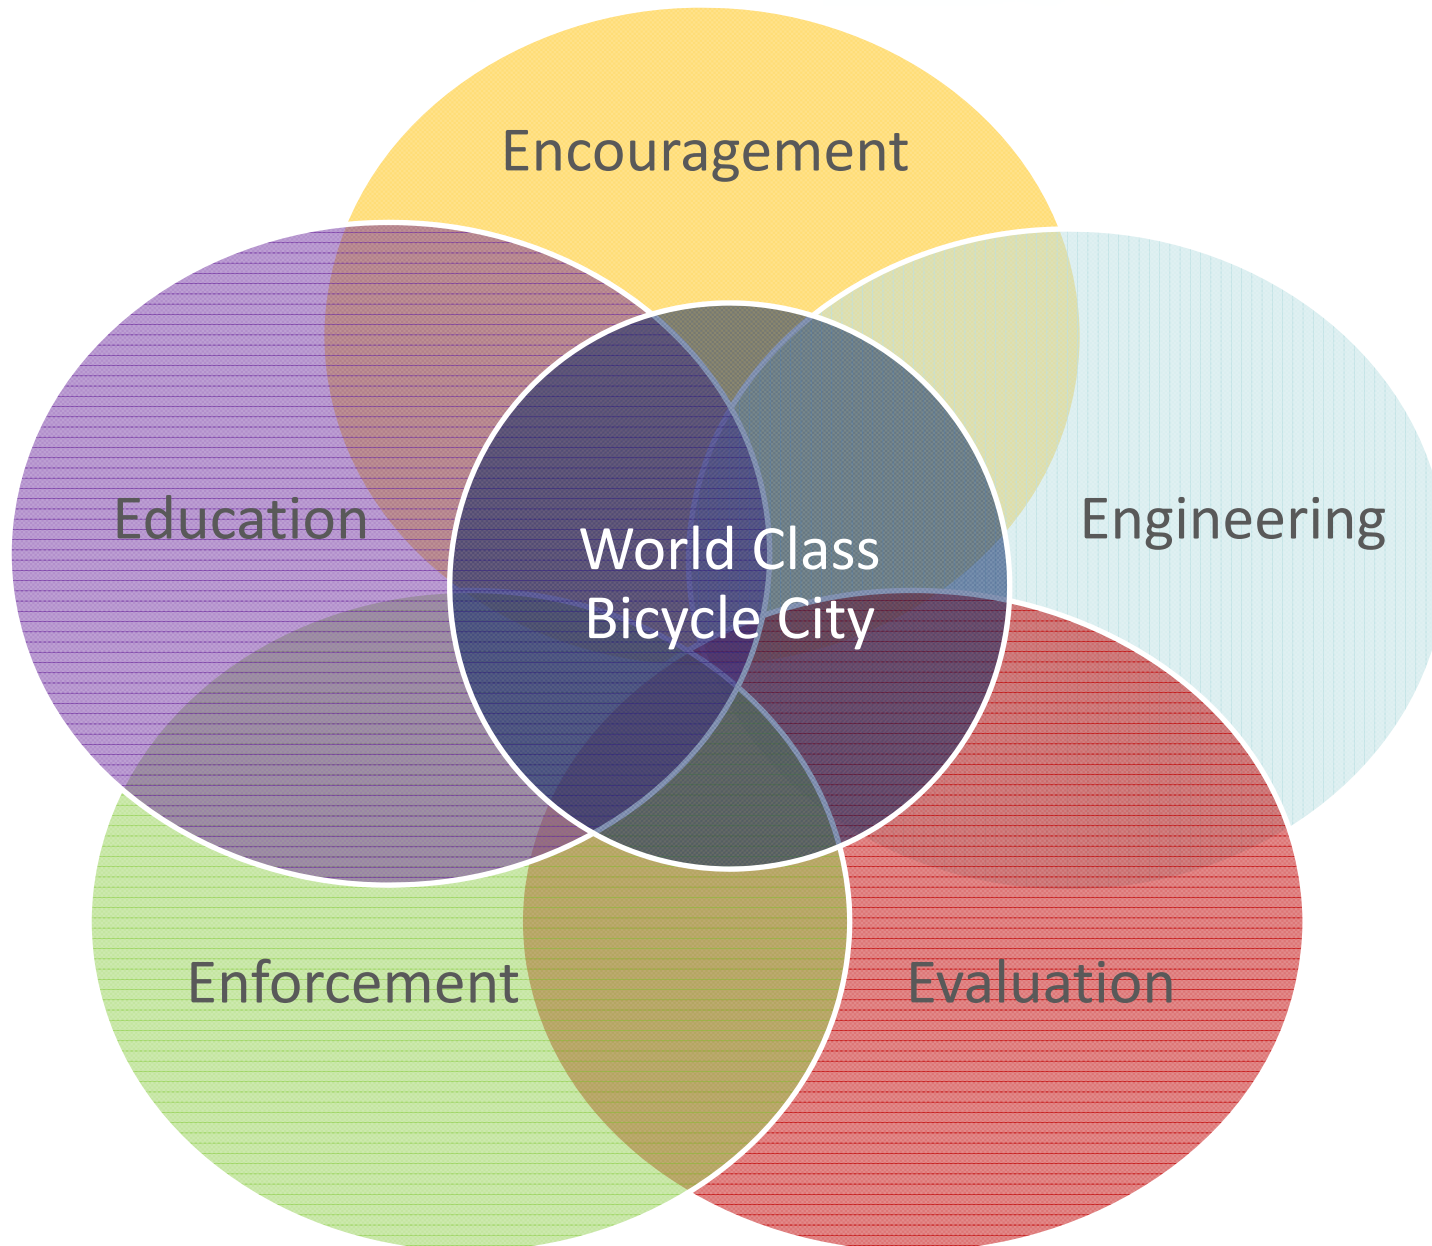 Encouragement
Education
Engineering
World Class
Bicycle City
Enforcement
Evaluation